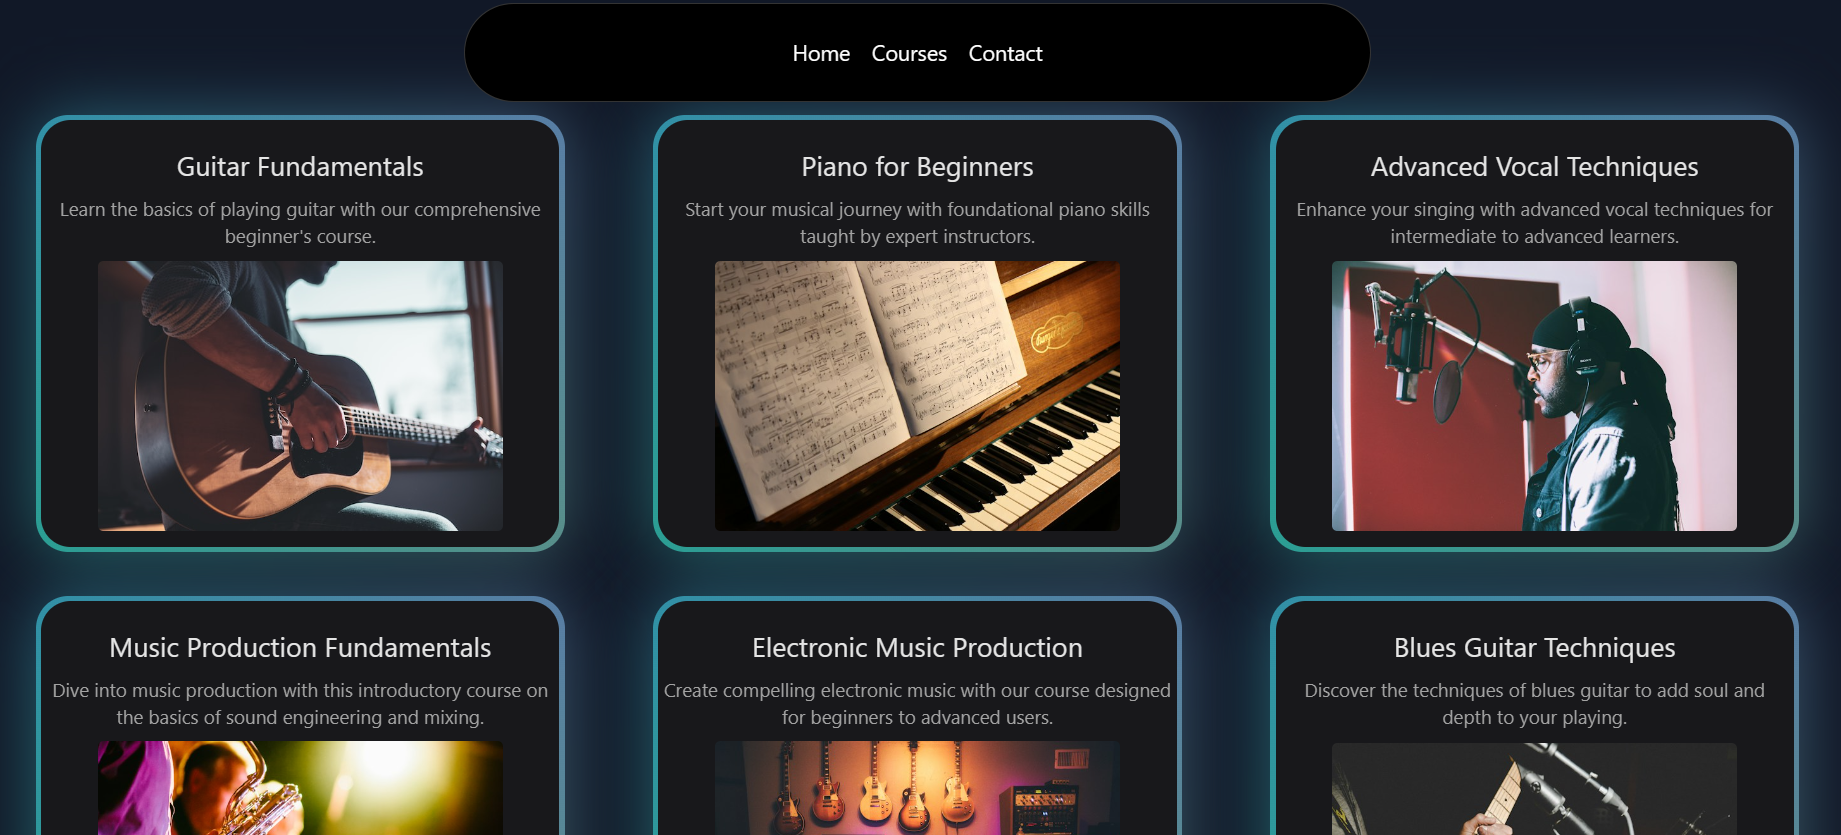 Home Courses Contact
Guitar Fundamentals
Learn the basics of playing guitar with our comprehensive
beginner's course.
Piano for Beginners
Start your musical journey with foundational piano skills
taught by expert instructors.
Advanced Vocal Techniques
Enhance your singing with advanced vocal techniques for
intermediate to advanced learners.
Music Production Fundamentals
Dive into music production with this introductory course on
the basics of sound engineering and mixing.
Electronic Music Production
Create compelling electronic music with our course designed
for beginners to advanced users.
Blues Guitar Techniques
Discover the techniques of blues guitar to add soul and
depth to your playing.